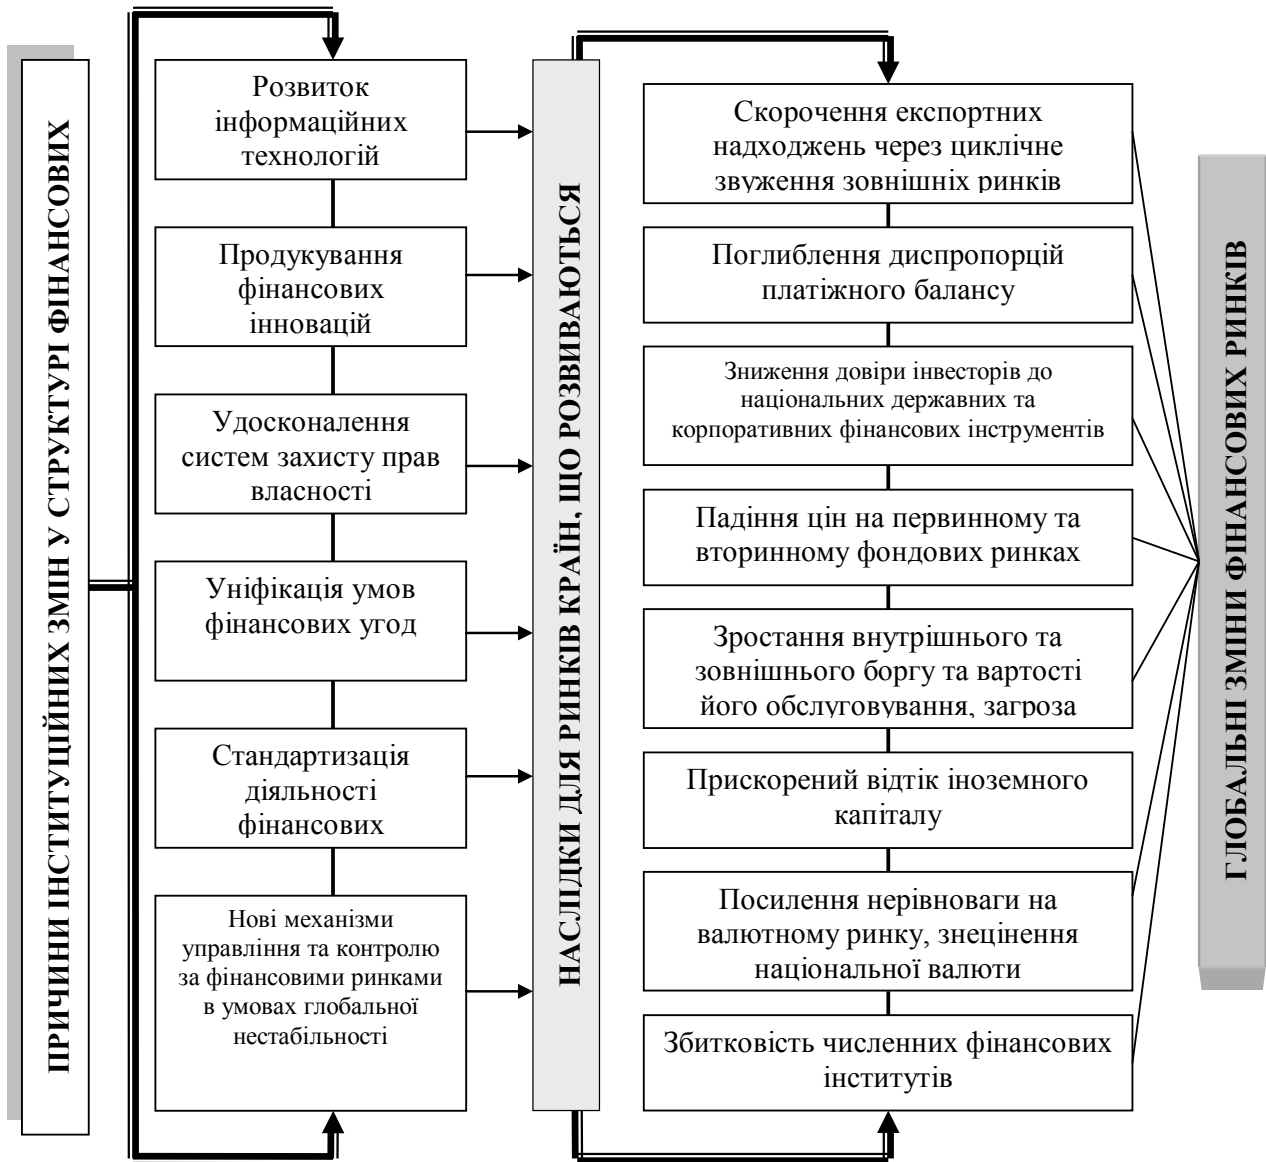 ПРИЧИНИ ІНСТИТУЦІЙНИХ ЗМІН У СТРУКТУРІ ФІНАНСОВИХ
Розвиток
інформаційних
технологій
Продукування
фінансових
інновацій
Удосконалення
систем захисту прав
власності
Уніфікація умов
фінансових угод
Стандартизація
діяльності
фінансових
Нові механізми
управління та контролю
за фінансовими ринками
в умовах глобальної
нестабільності
НАСЛІДКИ ДЛЯ РИНКІВ КРАЇН, ЩО РОЗВИВАЮТЬСЯ
Скорочення експортних
надходжень через циклічне
звуження зовнішніх ринків
Поглиблення диспропорцій
платіжного балансу
Зниження довіри інвесторів до
національних державних та
корпоративних фінансових інструментів
Падіння цін на первинному та
вторинному фондових ринках
Зростання внутрішнього та
зовнішнього боргу та вартості
його обслуговування, загроза
Прискорений відтік іноземного
капіталу
Посилення нерівноваги на
валютному ринку, знецінення
національної валюти
Збитковість численних фінансових
інститутів
ГЛОБАЛЬНІ ЗМІНИ ФІНАНСОВИХ РИНКІВ